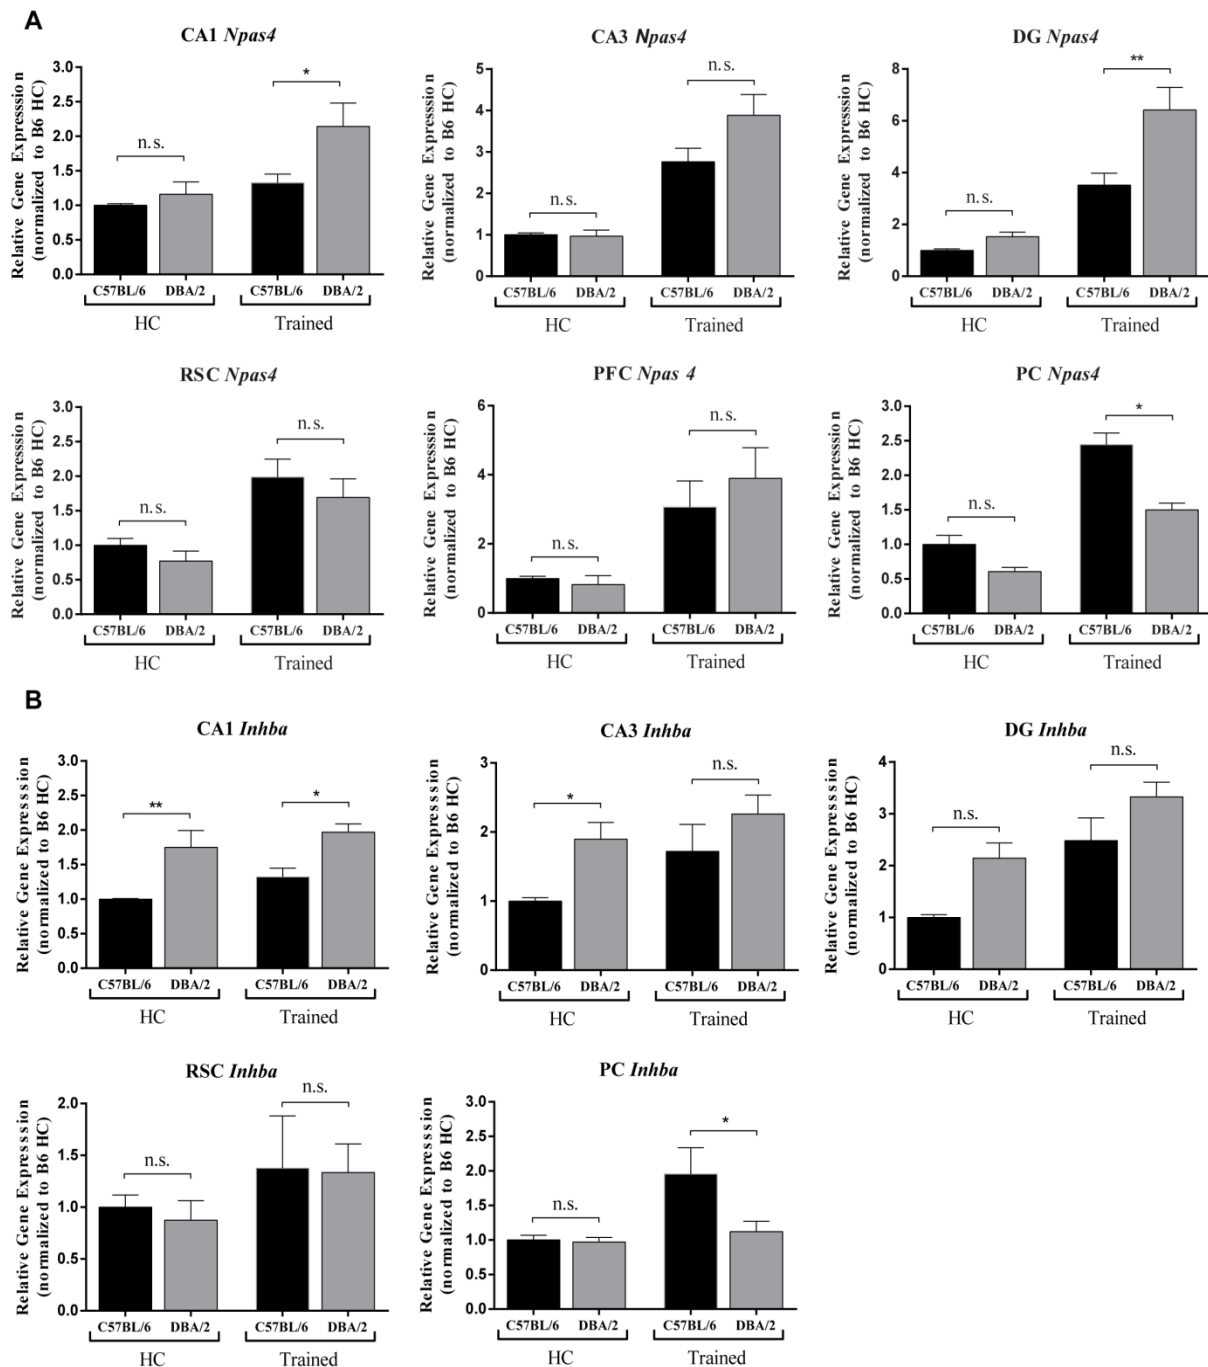 A
CA1 Npas4
Relative Gene Expresssion
(normalized to B6 HC)
3.0
2.5
2.0
1.5
1.0
0.5
0.0
n.s.
*
C57BL/6 DBA/2 C57BL/6 DBA/2
HC Trained
CA3 Npas4
Relative Gene Expresssion
(normalized to B6 HC)
5
4
3
2
1
0
n.s.
n.s.
C57BL/6 DBA/2 C57BL/6 DBA/2
HC Trained
DG Npas4
Relative Gene Expresssion
(normalized to B6 HC)
8
6
4
2
0
n.s.
**
C57BL/6 DBA/2 C57BL/6 DBA/2
HC Trained
RSC Npas4
Relative Gene Expresssion
(normalized to B6 HC)
3.0
2.5
2.0
1.5
1.0
0.5
0.0
n.s.
n.s.
C57BL/6 DBA/2 C57BL/6 DBA/2
HC Trained
PFC Npas 4
Relative Gene Expresssion
(normalized to B6 HC)
6
4
2
0
n.s.
n.s.
C57BL/6 DBA/2 C57BL/6 DBA/2
HC Trained
PC Npas4
Relative Gene Expresssion
(normalized to B6 HC)
3.0
2.5
2.0
1.5
1.0
0.5
0.0
n.s.
*
C57BL/6 DBA/2 C57BL/6 DBA/2
HC Trained
B
CA1 Inhba
Relative Gene Expresssion
(normalized to B6 HC)
3.0
2.5
2.0
1.5
1.0
0.5
0.0
**
*
C57BL/6 DBA/2 C57BL/6 DBA/2
HC Trained
CA3 Inhba
Relative Gene Expresssion
(normalized to B6 HC)
3
2
1
0
*
n.s.
C57BL/6 DBA/2 C57BL/6 DBA/2
HC Trained
DG Inhba
Relative Gene Expresssion
(normalized to B6 HC)
4
3
2
1
0
n.s.
n.s.
C57BL/6 DBA/2 C57BL/6 DBA/2
HC Trained
RSC Inhba
Relative Gene Expresssion
(normalized to B6 HC)
2.0
1.5
1.0
0.5
0.0
n.s.
n.s.
C57BL/6 DBA/2 C57BL/6 DBA/2
HC Trained
PC Inhba
Relative Gene Expresssion
(normalized to B6 HC)
3.0
2.5
2.0
1.5
1.0
0.5
0.0
n.s.
*
C57BL/6 DBA/2 C57BL/6 DBA/2
HC Trained